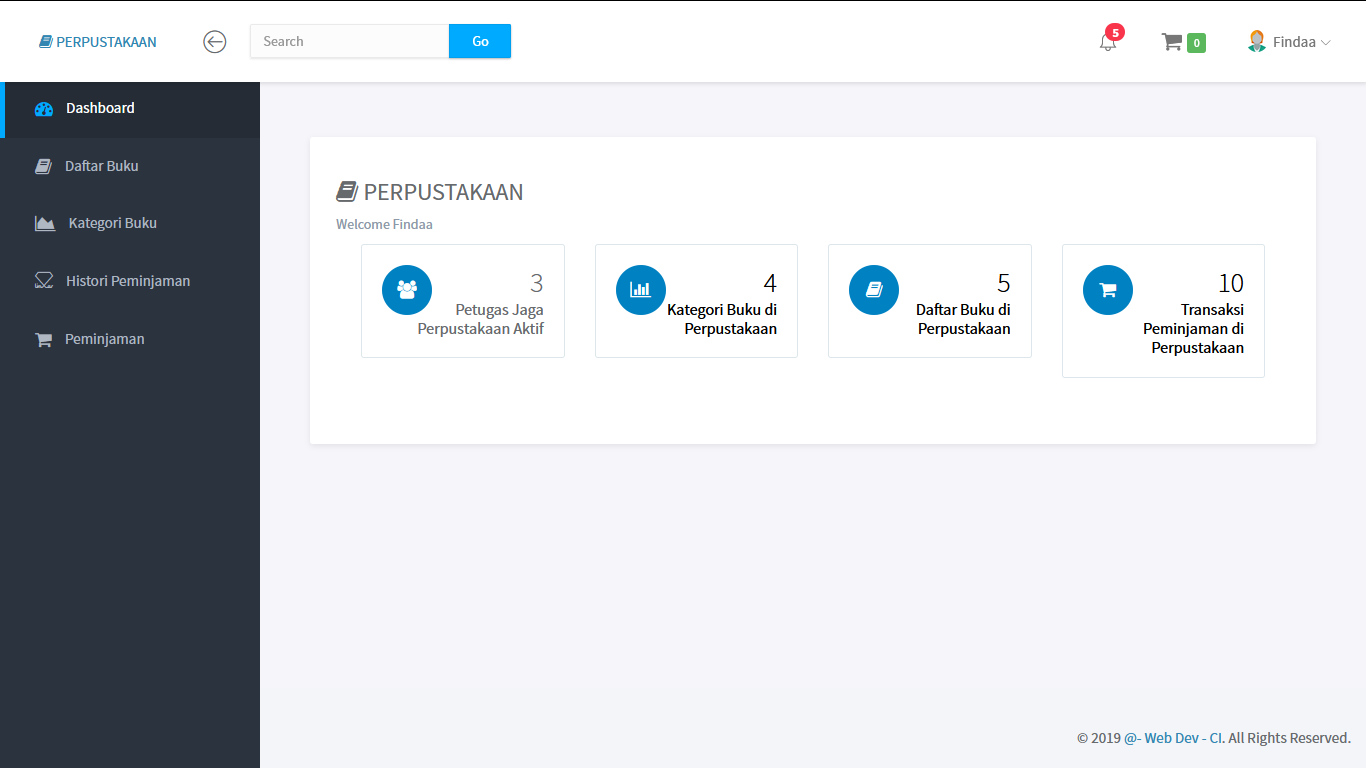 PERPUSTAKAAN
Search
Go
5
0
Findaa
Dashboard
Daftar Buku
Kategori Buku
Histori Peminjaman
Peminjaman
PERPUSTAKAAN
Welcome Findaa
3
Petugas Jaga
Perpustakaan Aktif
4
Kategori Buku di
Perpustakaan
5
Daftar Buku di
Perpustakaan
10
Transaksi
Peminjaman di
Perpustakaan
© 2019 @- Web Dev - CI. All Rights Reserved.